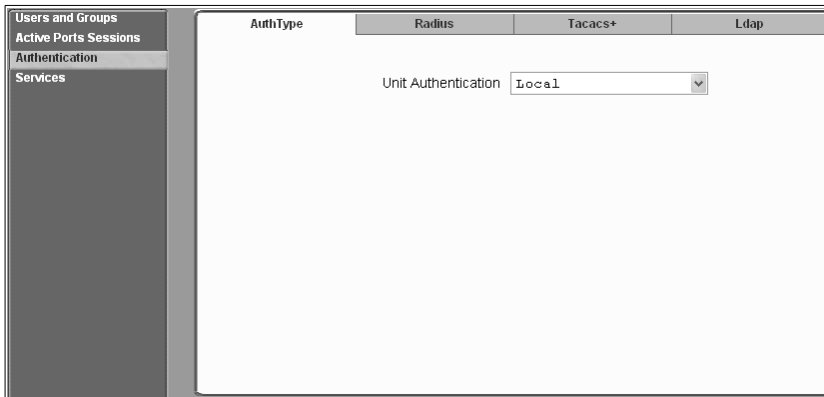 Users and Groups
Active Ports Sessions
Authentication
Services
AuthType
Radius
Tacacs+
Ldap
Unit Authentication
Local